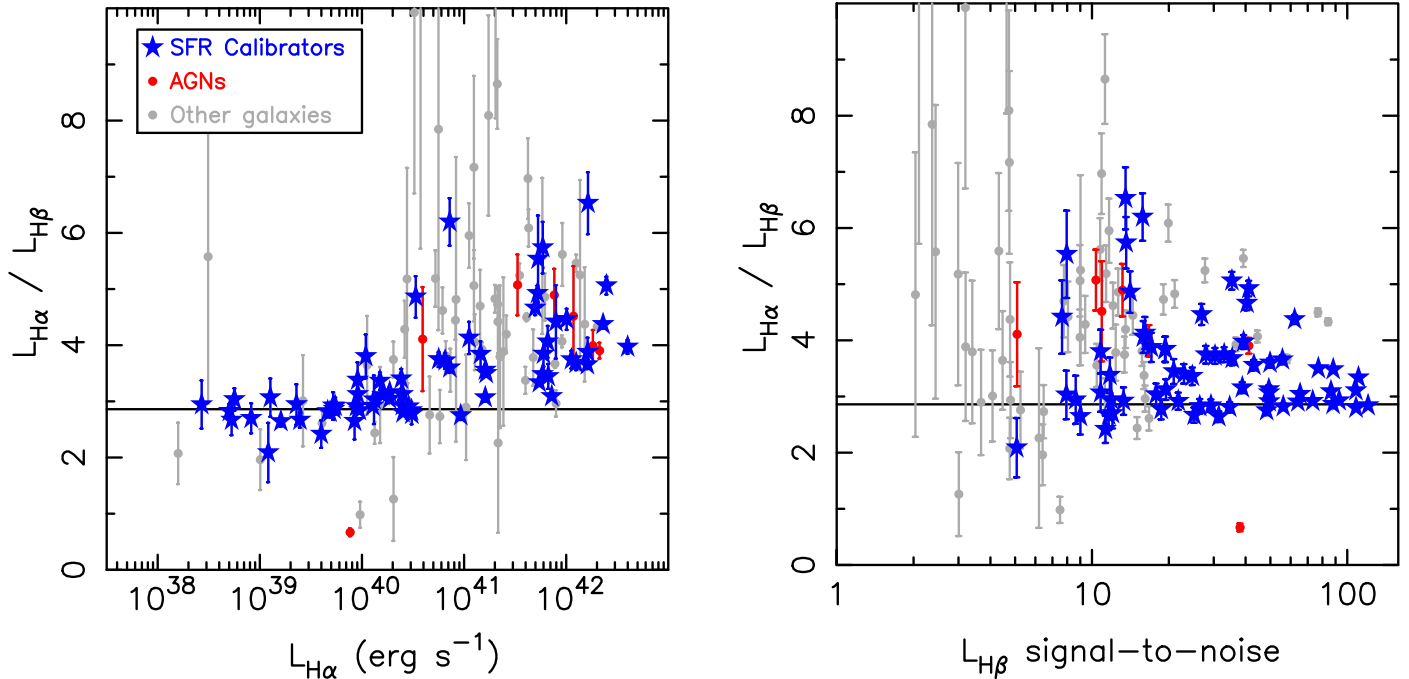 SFR Calibrators
AGNs
Other galaxies
8
6
4
2
0
L_Hα / L_Hβ
10^38 10^39 10^40 10^41 10^42
L_Hα (erg s^−1)
8
6
4
2
0
L_Hα / L_Hβ
1 10 100
L_Hβ signal−to−noise